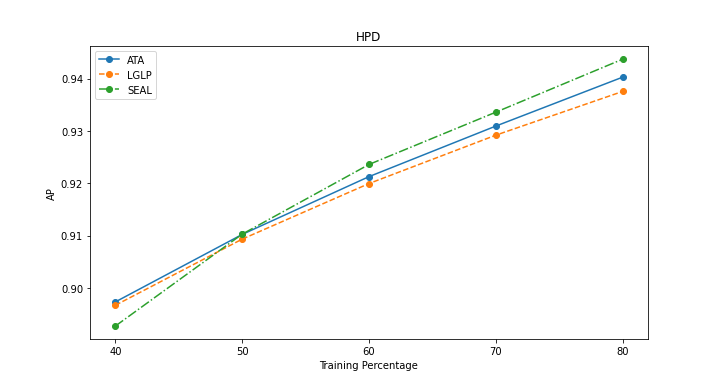 HPD
ATA
LGLP
SEAL
0.94
0.93
0.92
0.91
0.90
AP
40 50 60 70 80
Training Percentage